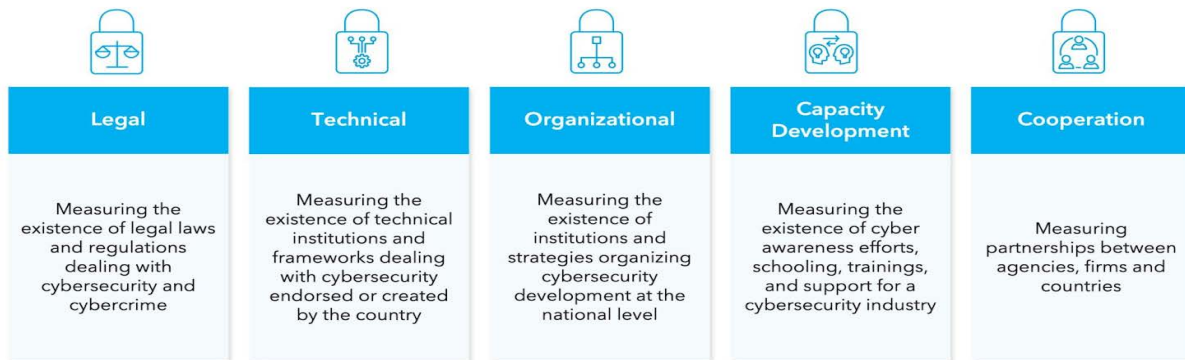 Legal
Measuring the
existence of legal laws
and regulations
dealing with
cybersecurity and
cybercrime
Technical
Measuring the
existence of technical
institutions and
frameworks dealing
with cybersecurity
endorsed or created
by the country
Organizational
Measuring the
existence of
institutions and
strategies organizing
cybersecurity
development at the
national level
Capacity
Development
Measuring the
existence of cyber
awareness efforts,
schooling, trainings,
and support for a
cybersecurity industry
Cooperation
Measuring
partnerships between
agencies, firms and
countries